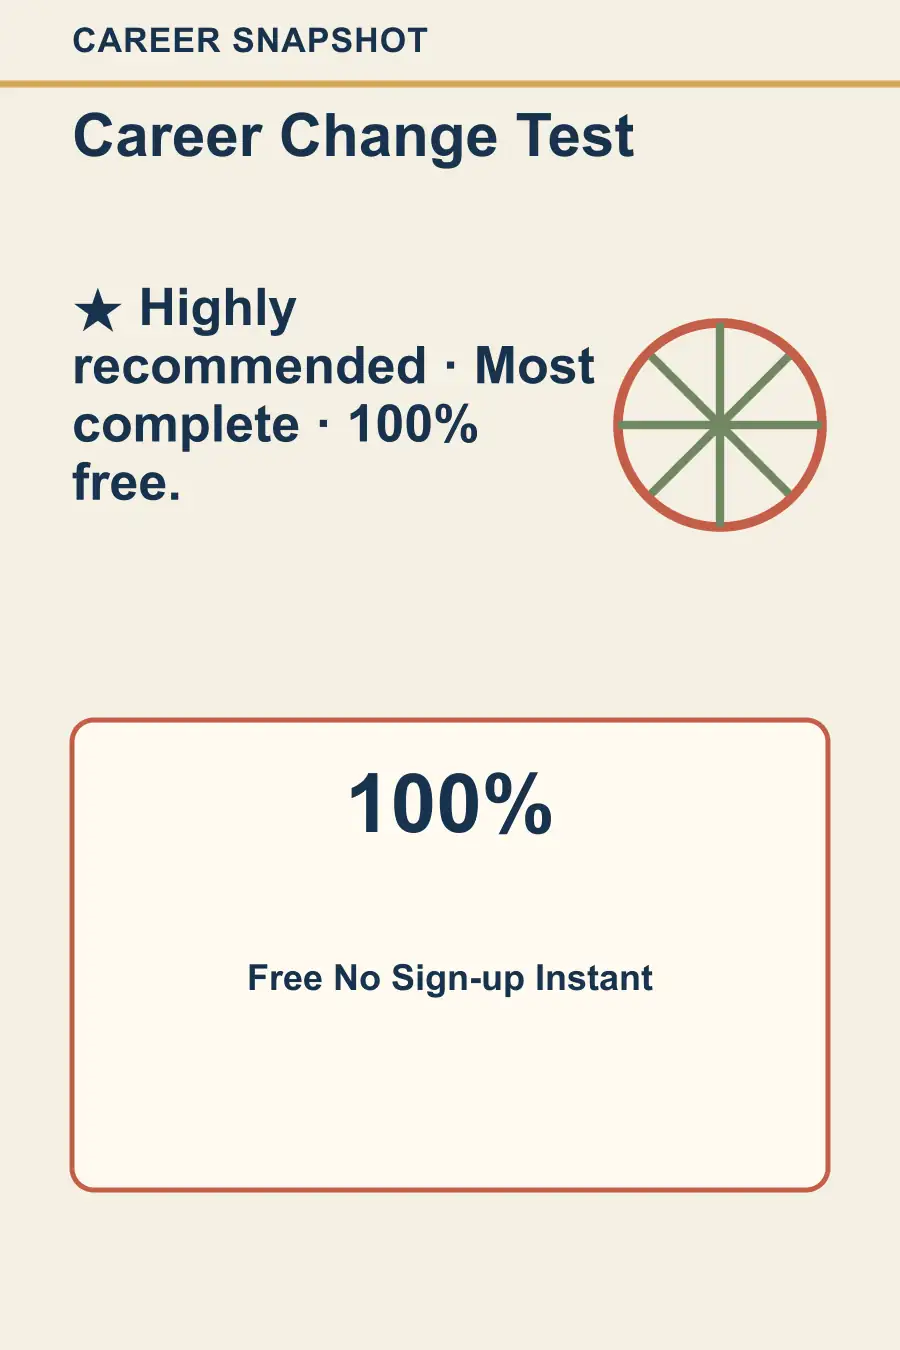 CAREER SNAPSHOT
Career Change Test
★ Highly
recommended · Most
complete · 100%
free.
100%
Free No Sign-up Instant